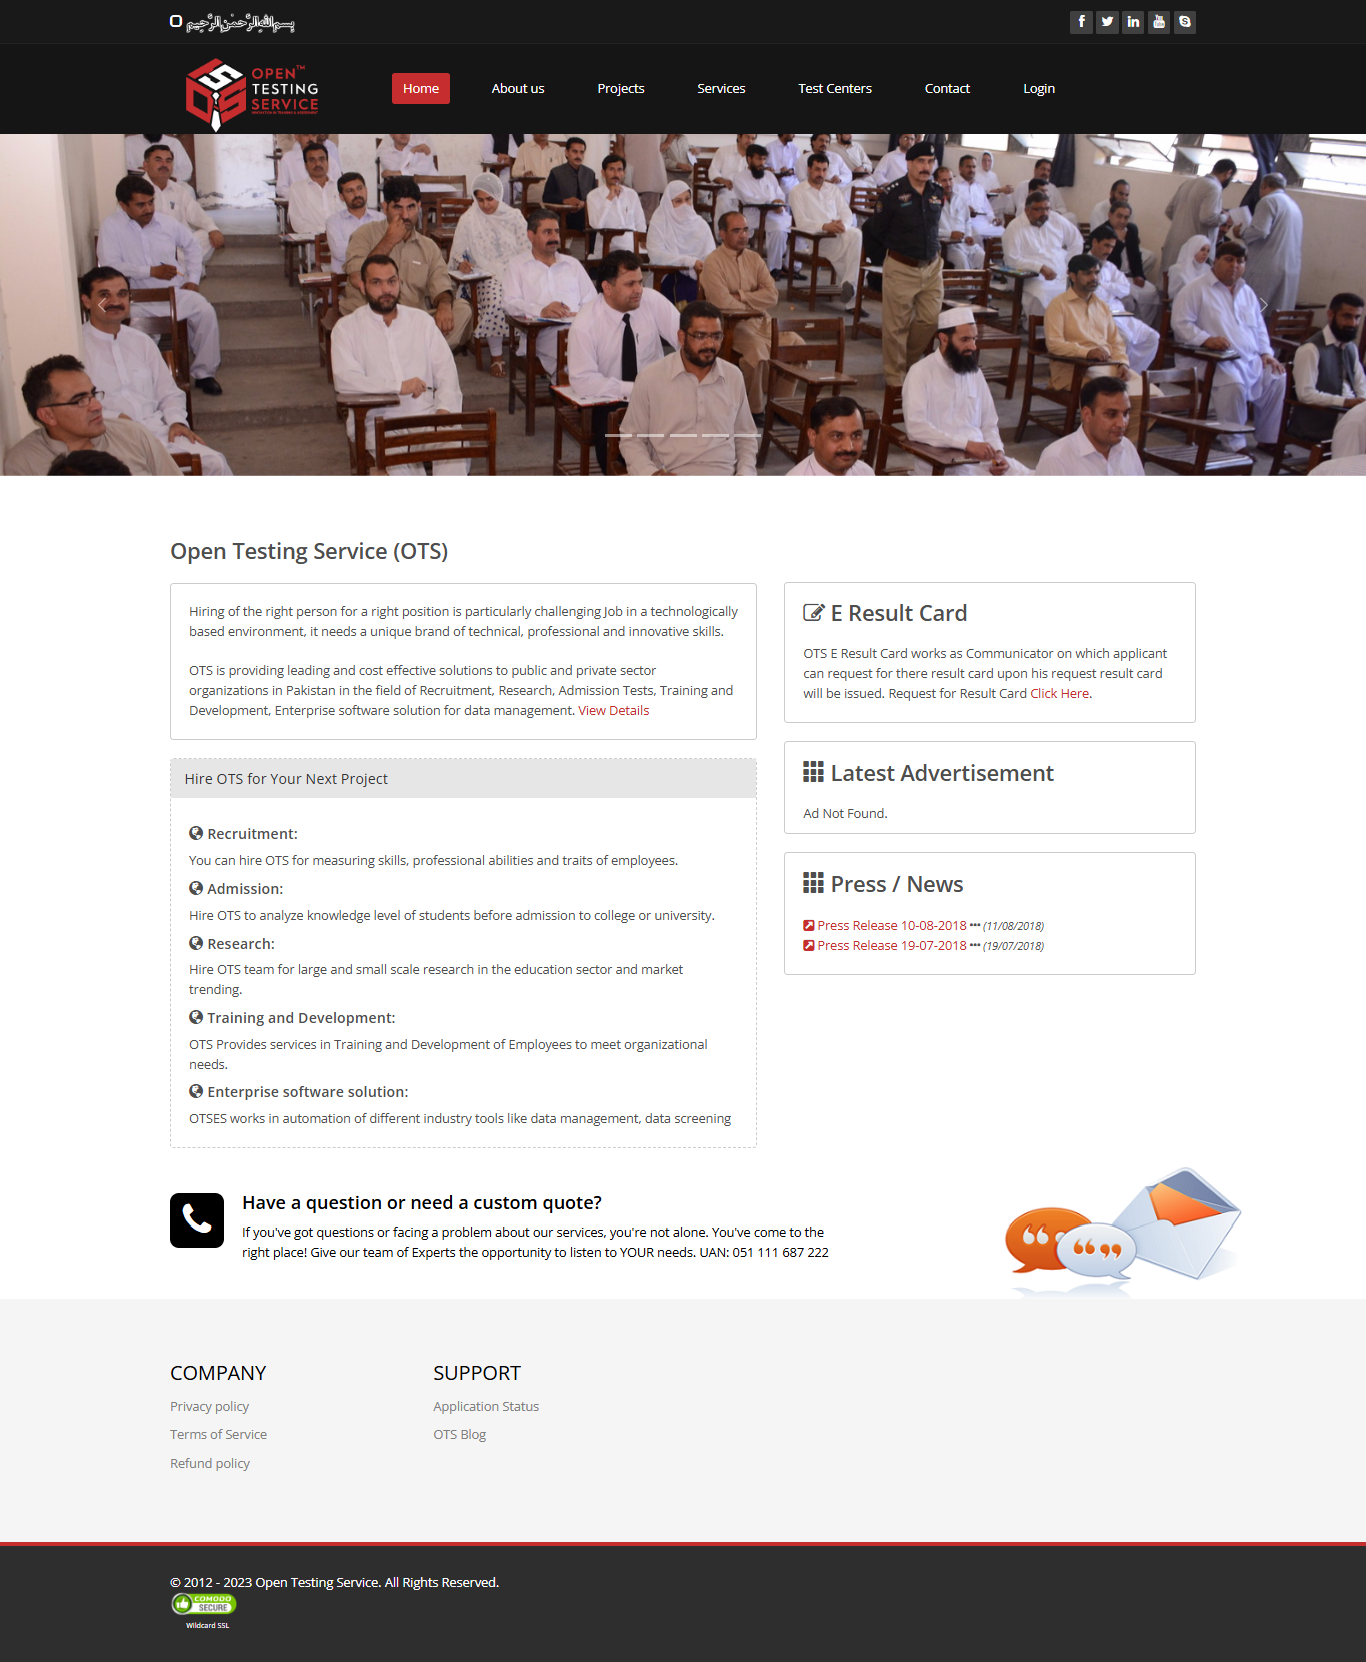 بسم الله الرحمن الرحيم
OPEN™
TESTING
SERVICE
Home
About us
Projects
Services
Test Centers
Contact
Login
Open Testing Service (OTS)
Hiring of the right person for a right position is particularly challenging Job in a technologically
based environment, it needs a unique brand of technical, professional and innovative skills.
OTS is providing leading and cost effective solutions to public and private sector
organizations in Pakistan in the field of Recruitment, Research, Admission Tests, Training and
Development, Enterprise software solution for data management. View Details
Hire OTS for Your Next Project
Recruitment:
You can hire OTS for measuring skills, professional abilities and traits of employees.
Admission:
Hire OTS to analyze knowledge level of students before admission to college or university.
Research:
Hire OTS team for large and small scale research in the education sector and market
trending.
Training and Development:
OTS Provides services in Training and Development of Employees to meet organizational
needs.
Enterprise software solution:
OTSES works in automation of different industry tools like data management, data screening
E Result Card
OTS E Result Card works as Communicator on which applicant
can request for there result card upon his request result card
will be issued. Request for Result Card Click Here.
Latest Advertisement
Ad Not Found.
Press / News
Press Release 10-08-2018 ••• (11/08/2018)
Press Release 19-07-2018 ••• (19/07/2018)
Have a question or need a custom quote?
If you've got questions or facing a problem about our services, you're not alone. You've come to the
right place! Give our team of Experts the opportunity to listen to YOUR needs. UAN: 051 111 687 222
COMPANY
Privacy policy
Terms of Service
Refund policy
SUPPORT
Application Status
OTS Blog
© 2012 - 2023 Open Testing Service. All Rights Reserved.
COMODO
SECURE
Wildcard SSL